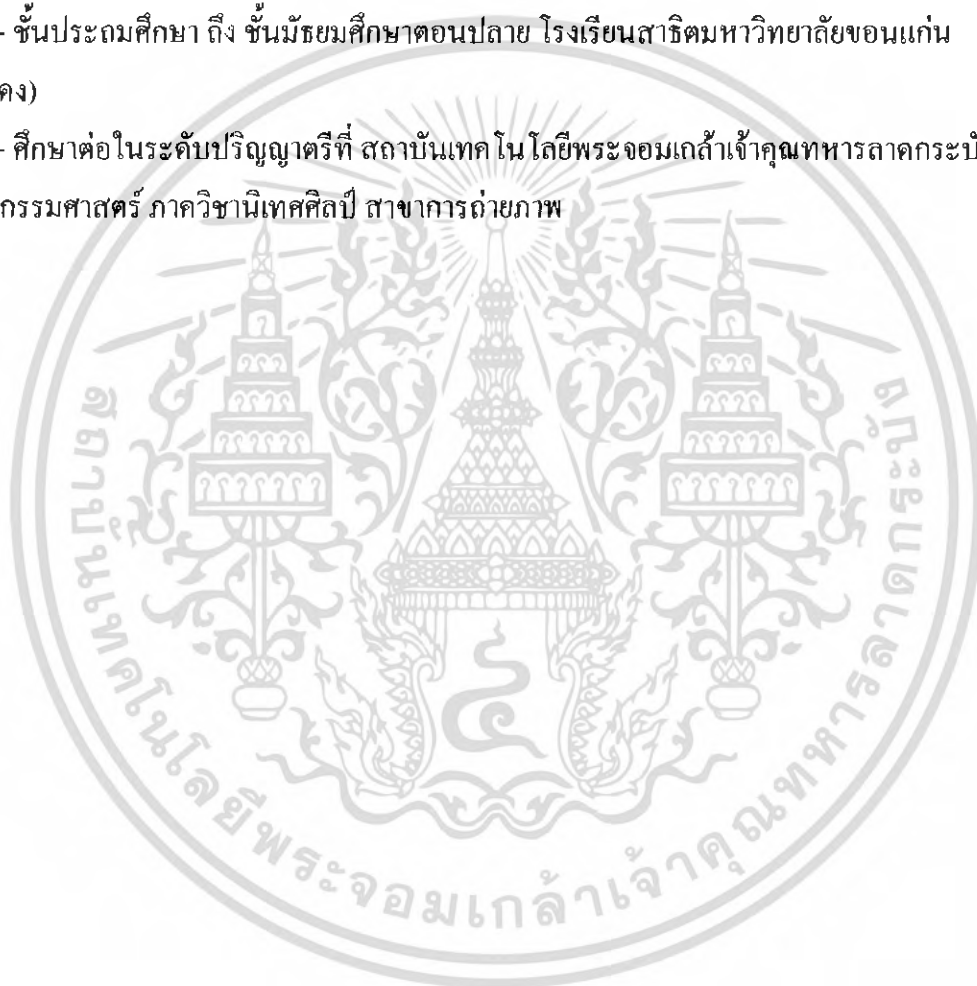 - ชั้นประถมศึกษา ถึง ชั้นมัธยมศึกษาตอนปลาย โรงเรียนสาธิตมหาวิทยาลัยขอนแก่น
คง)
- ศึกษาต่อในระดับปริญญาตรีที่ สถาบันเทคโนโลยีพระจอมเกล้าเจ้าคุณทหารลาดกระบั
กรรมศาสตร์ ภาควิชานิเทศศิลป์ สาขาการถ่ายภาพ
สถาบันเทคโนโลยีพระจอมเกล้าเจ้าคุณทหารลาดกระบัง
๔